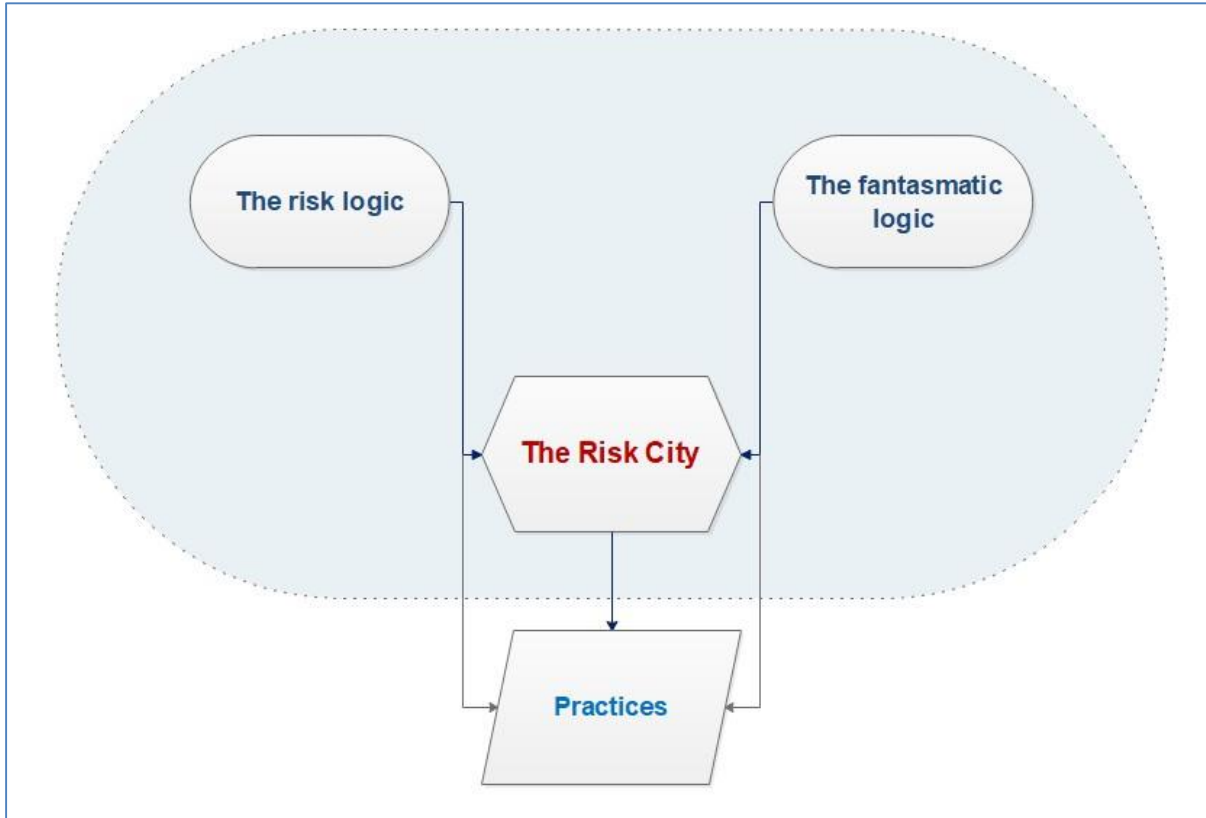 The risk logic
The fantasmatic
logic
The Risk City
Practices